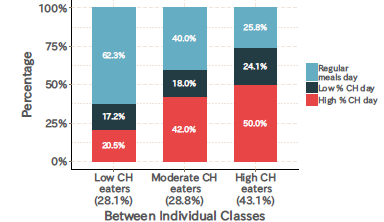 100%
75%
50%
25%
0%
Percentage
62.3%
17.2%
20.5%
40.0%
18.0%
42.0%
25.8%
24.1%
50.0%
Regular
meals day
Low % CH day
High % CH day
Low CH
eaters
(28.1%)
Moderate CH
eaters
(28.8%)
High CH
eaters
(43.1%)
Between Individual Classes